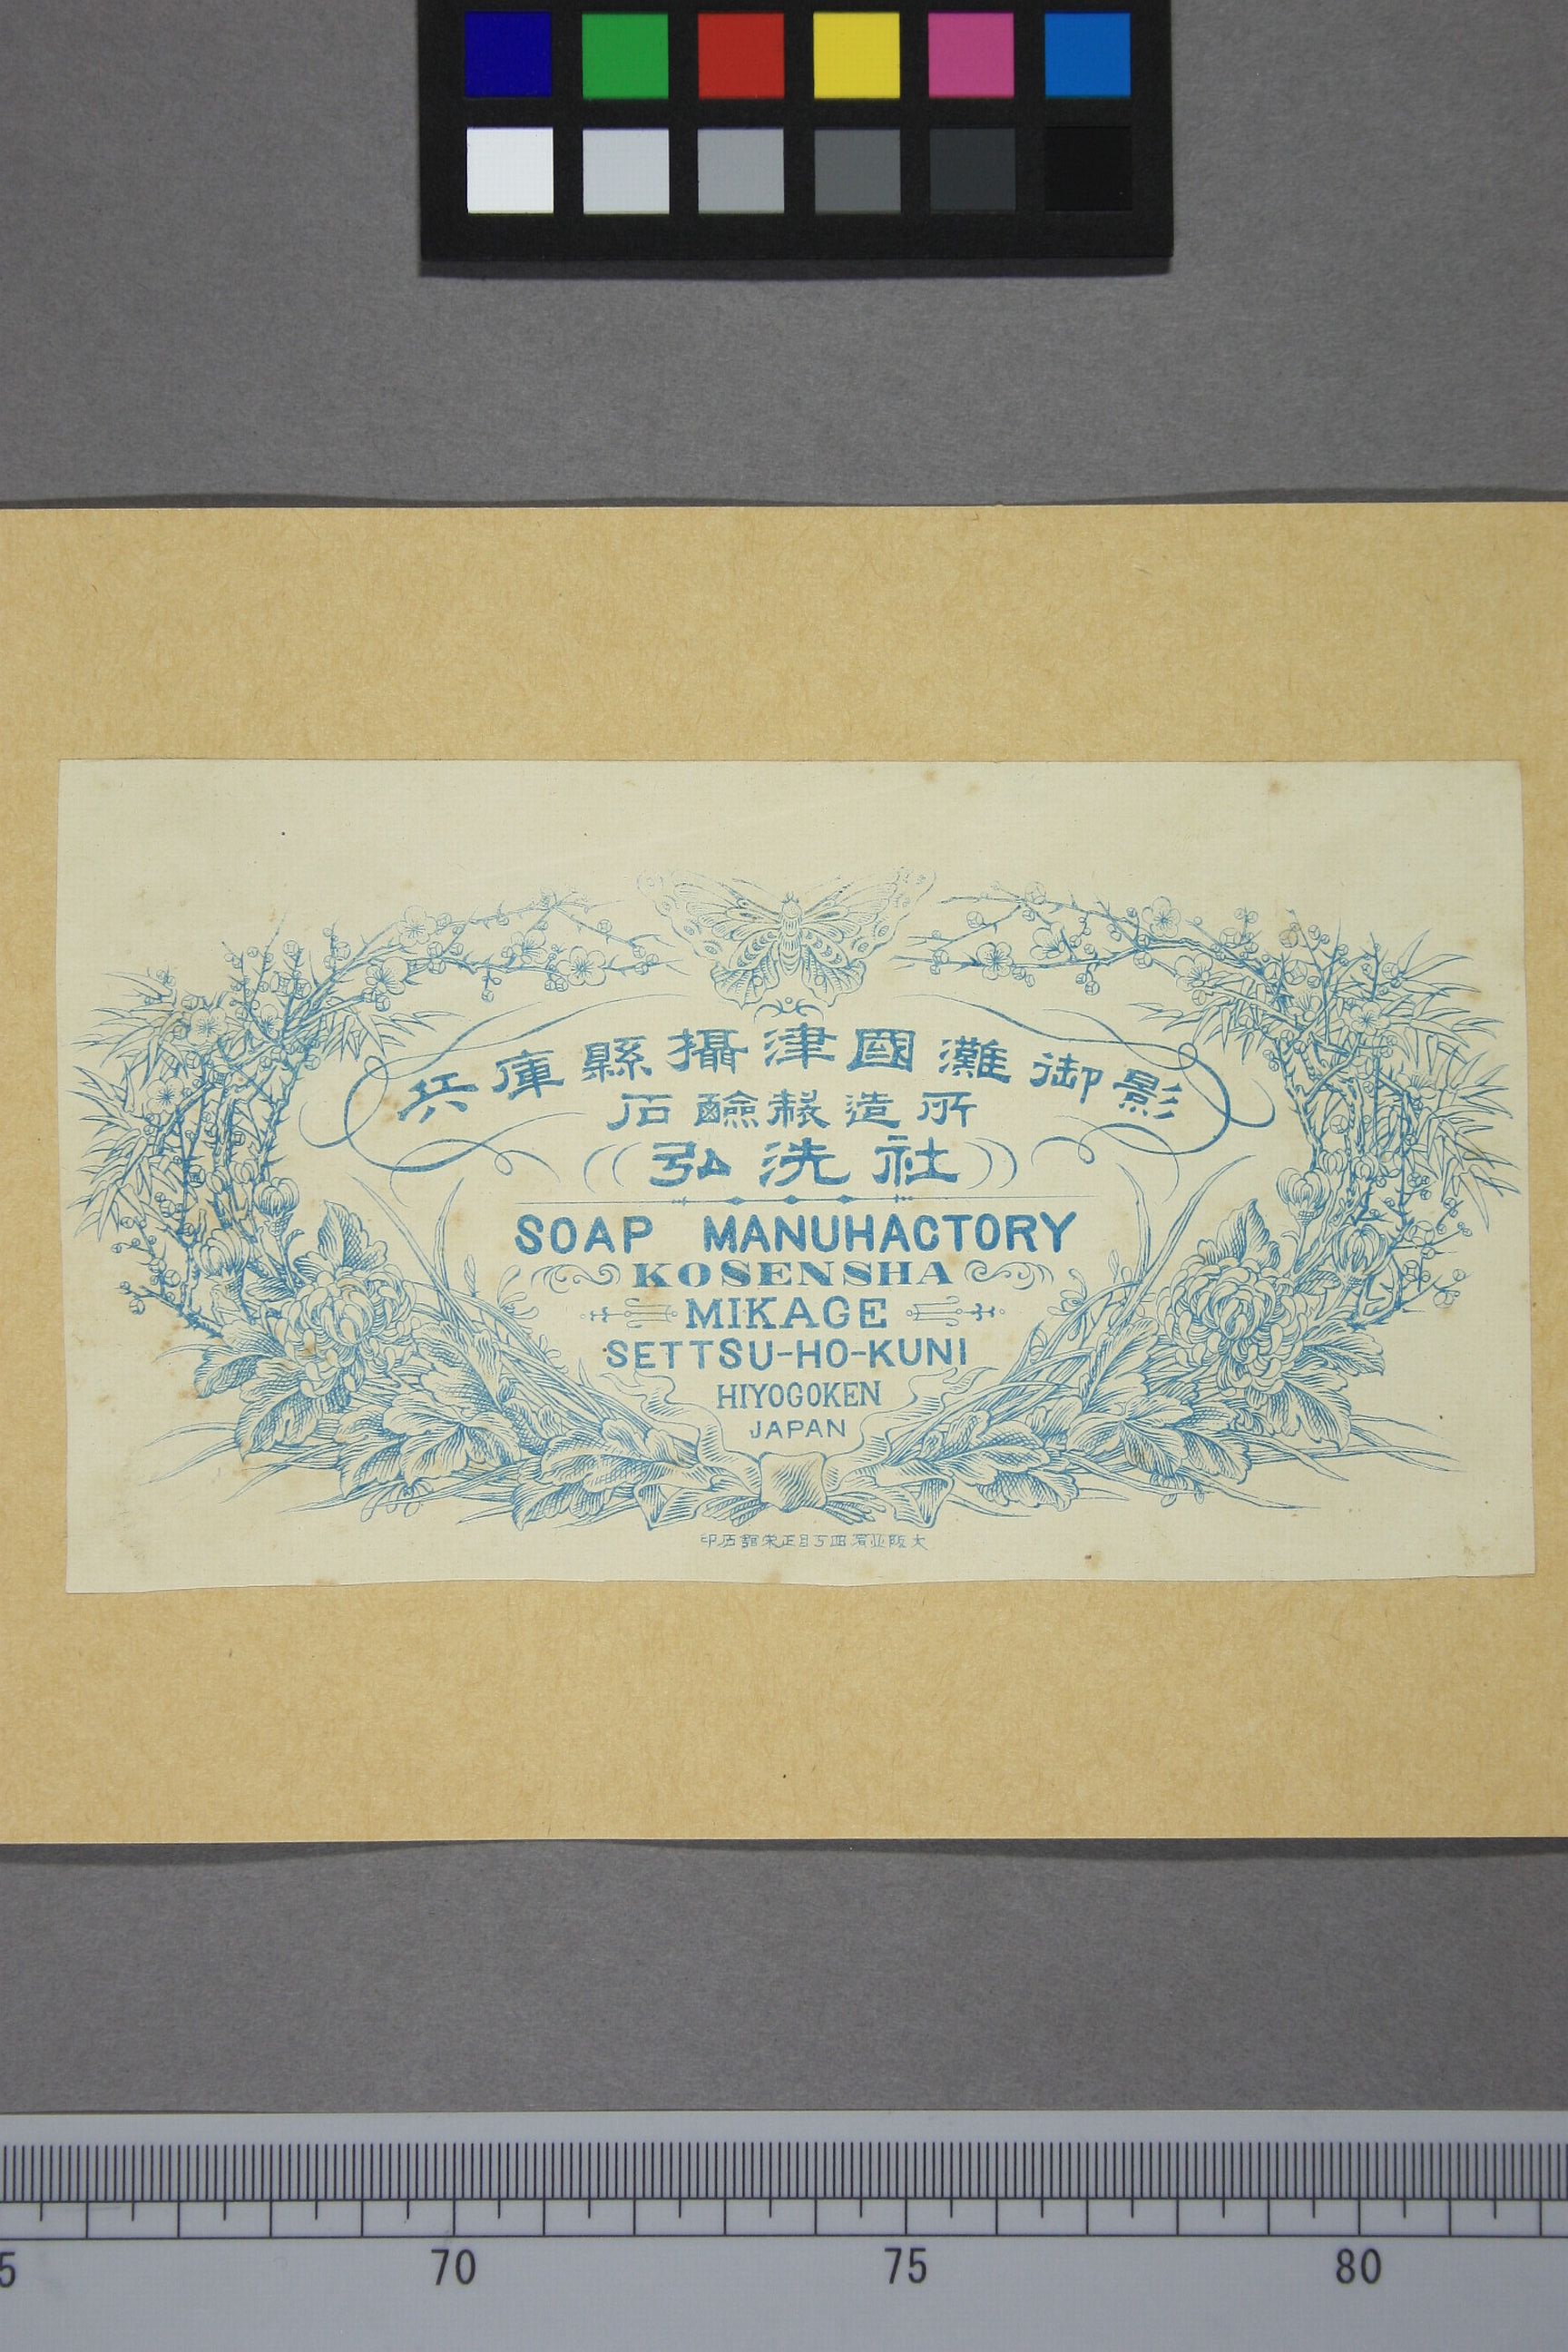 兵庫縣攝津國灘御影
石鹼製造所
弘洗社
SOAP MANUHACTORY
KOSENSHA
MIKAGE
SETTSU-HO-KUNI
HIYOGOKEN
JAPAN
70 75 80